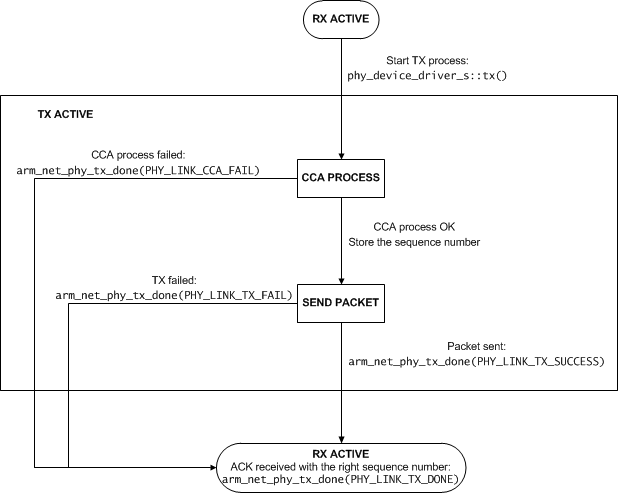 RX ACTIVE
Start TX process:
phy_device_driver_s::tx()
TX ACTIVE
CCA process failed:
arm_net_phy_tx_done(PHY_LINK_CCA_FAIL)
CCA PROCESS
CCA process OK
Store the sequence number
TX failed:
arm_net_phy_tx_done(PHY_LINK_TX_FAIL)
SEND PACKET
Packet sent:
arm_net_phy_tx_done(PHY_LINK_TX_SUCCESS)
RX ACTIVE
ACK received with the right sequence number:
arm_net_phy_tx_done(PHY_LINK_TX_DONE)